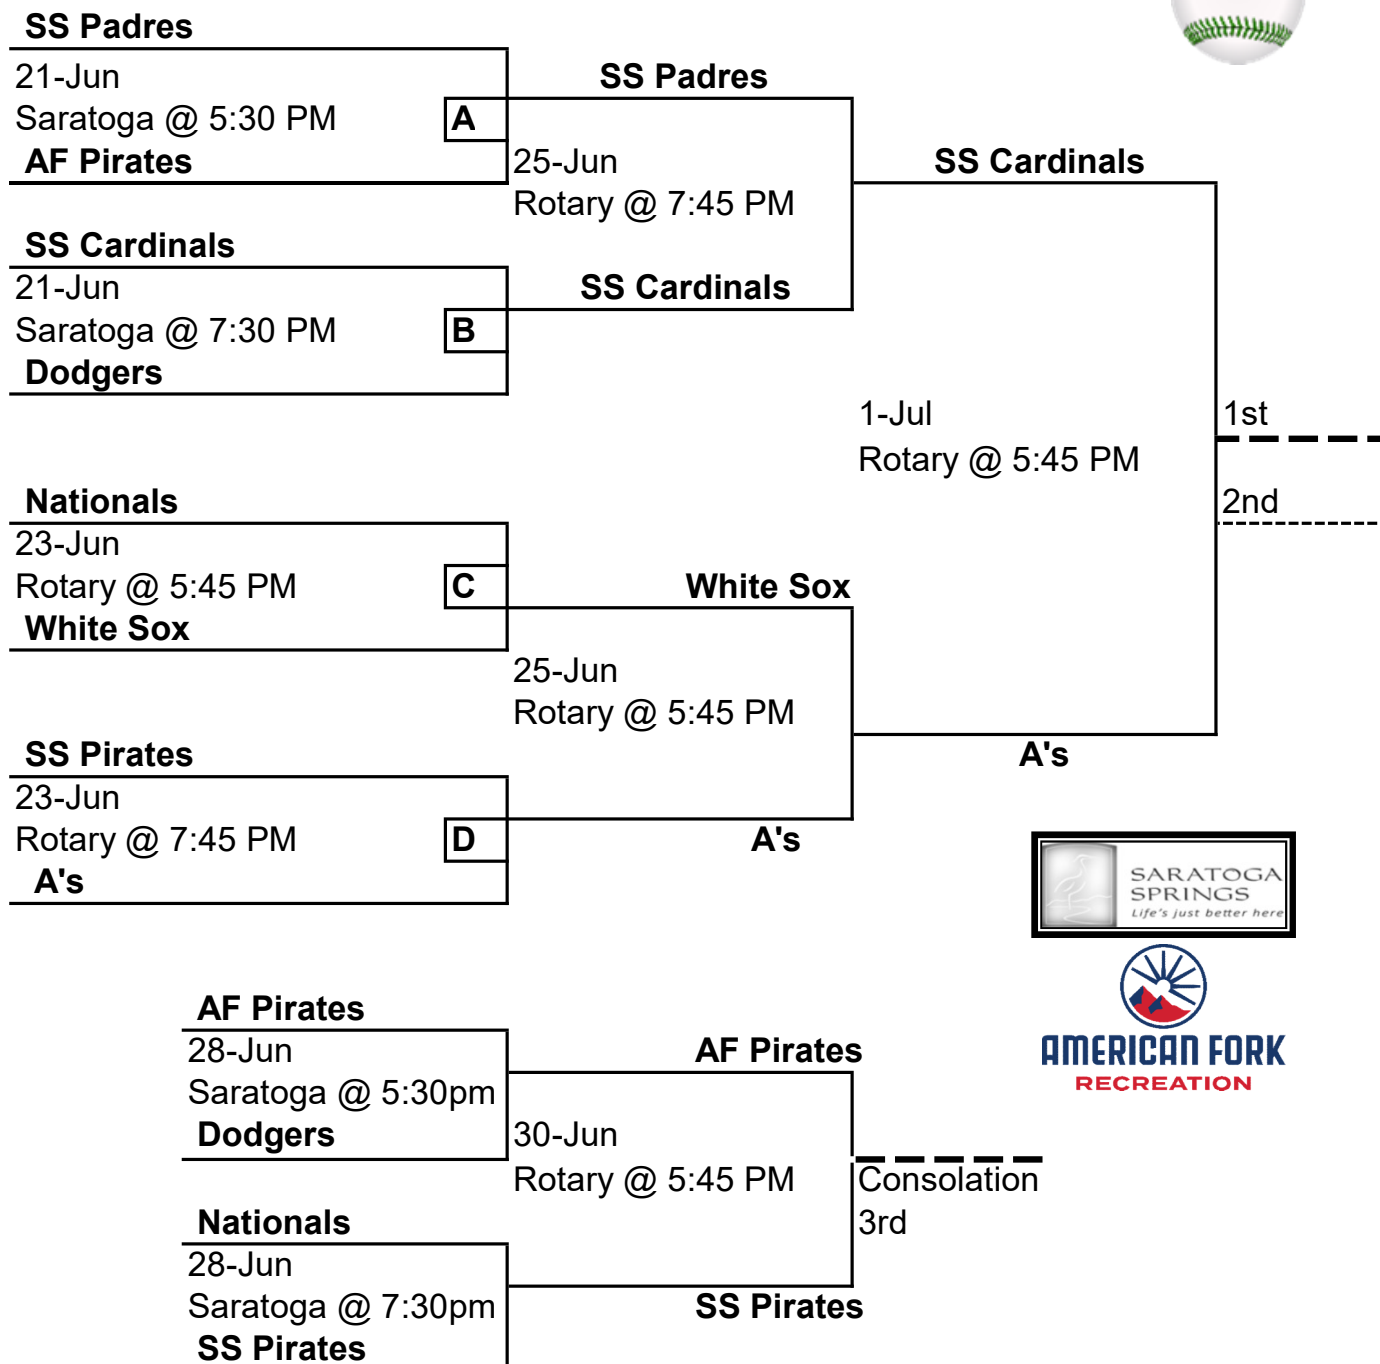 SS Padres
21-Jun
Saratoga @ 5:30 PM
A
AF Pirates
SS Padres
25-Jun
Rotary @ 7:45 PM
SS Cardinals
21-Jun
Saratoga @ 7:30 PM
B
Dodgers
SS Cardinals
SS Cardinals
1-Jul
Rotary @ 5:45 PM
1st
2nd
Nationals
23-Jun
Rotary @ 5:45 PM
C
White Sox
White Sox
25-Jun
Rotary @ 5:45 PM
SS Pirates
23-Jun
Rotary @ 7:45 PM
D
A's
A's
A's
SARATOGA
SPRINGS
Life's just better here
AMERICAN FORK
RECREATION
AF Pirates
28-Jun
Saratoga @ 5:30pm
Dodgers
AF Pirates
30-Jun
Rotary @ 5:45 PM
Consolation
3rd
Nationals
28-Jun
Saratoga @ 7:30pm
SS Pirates
SS Pirates